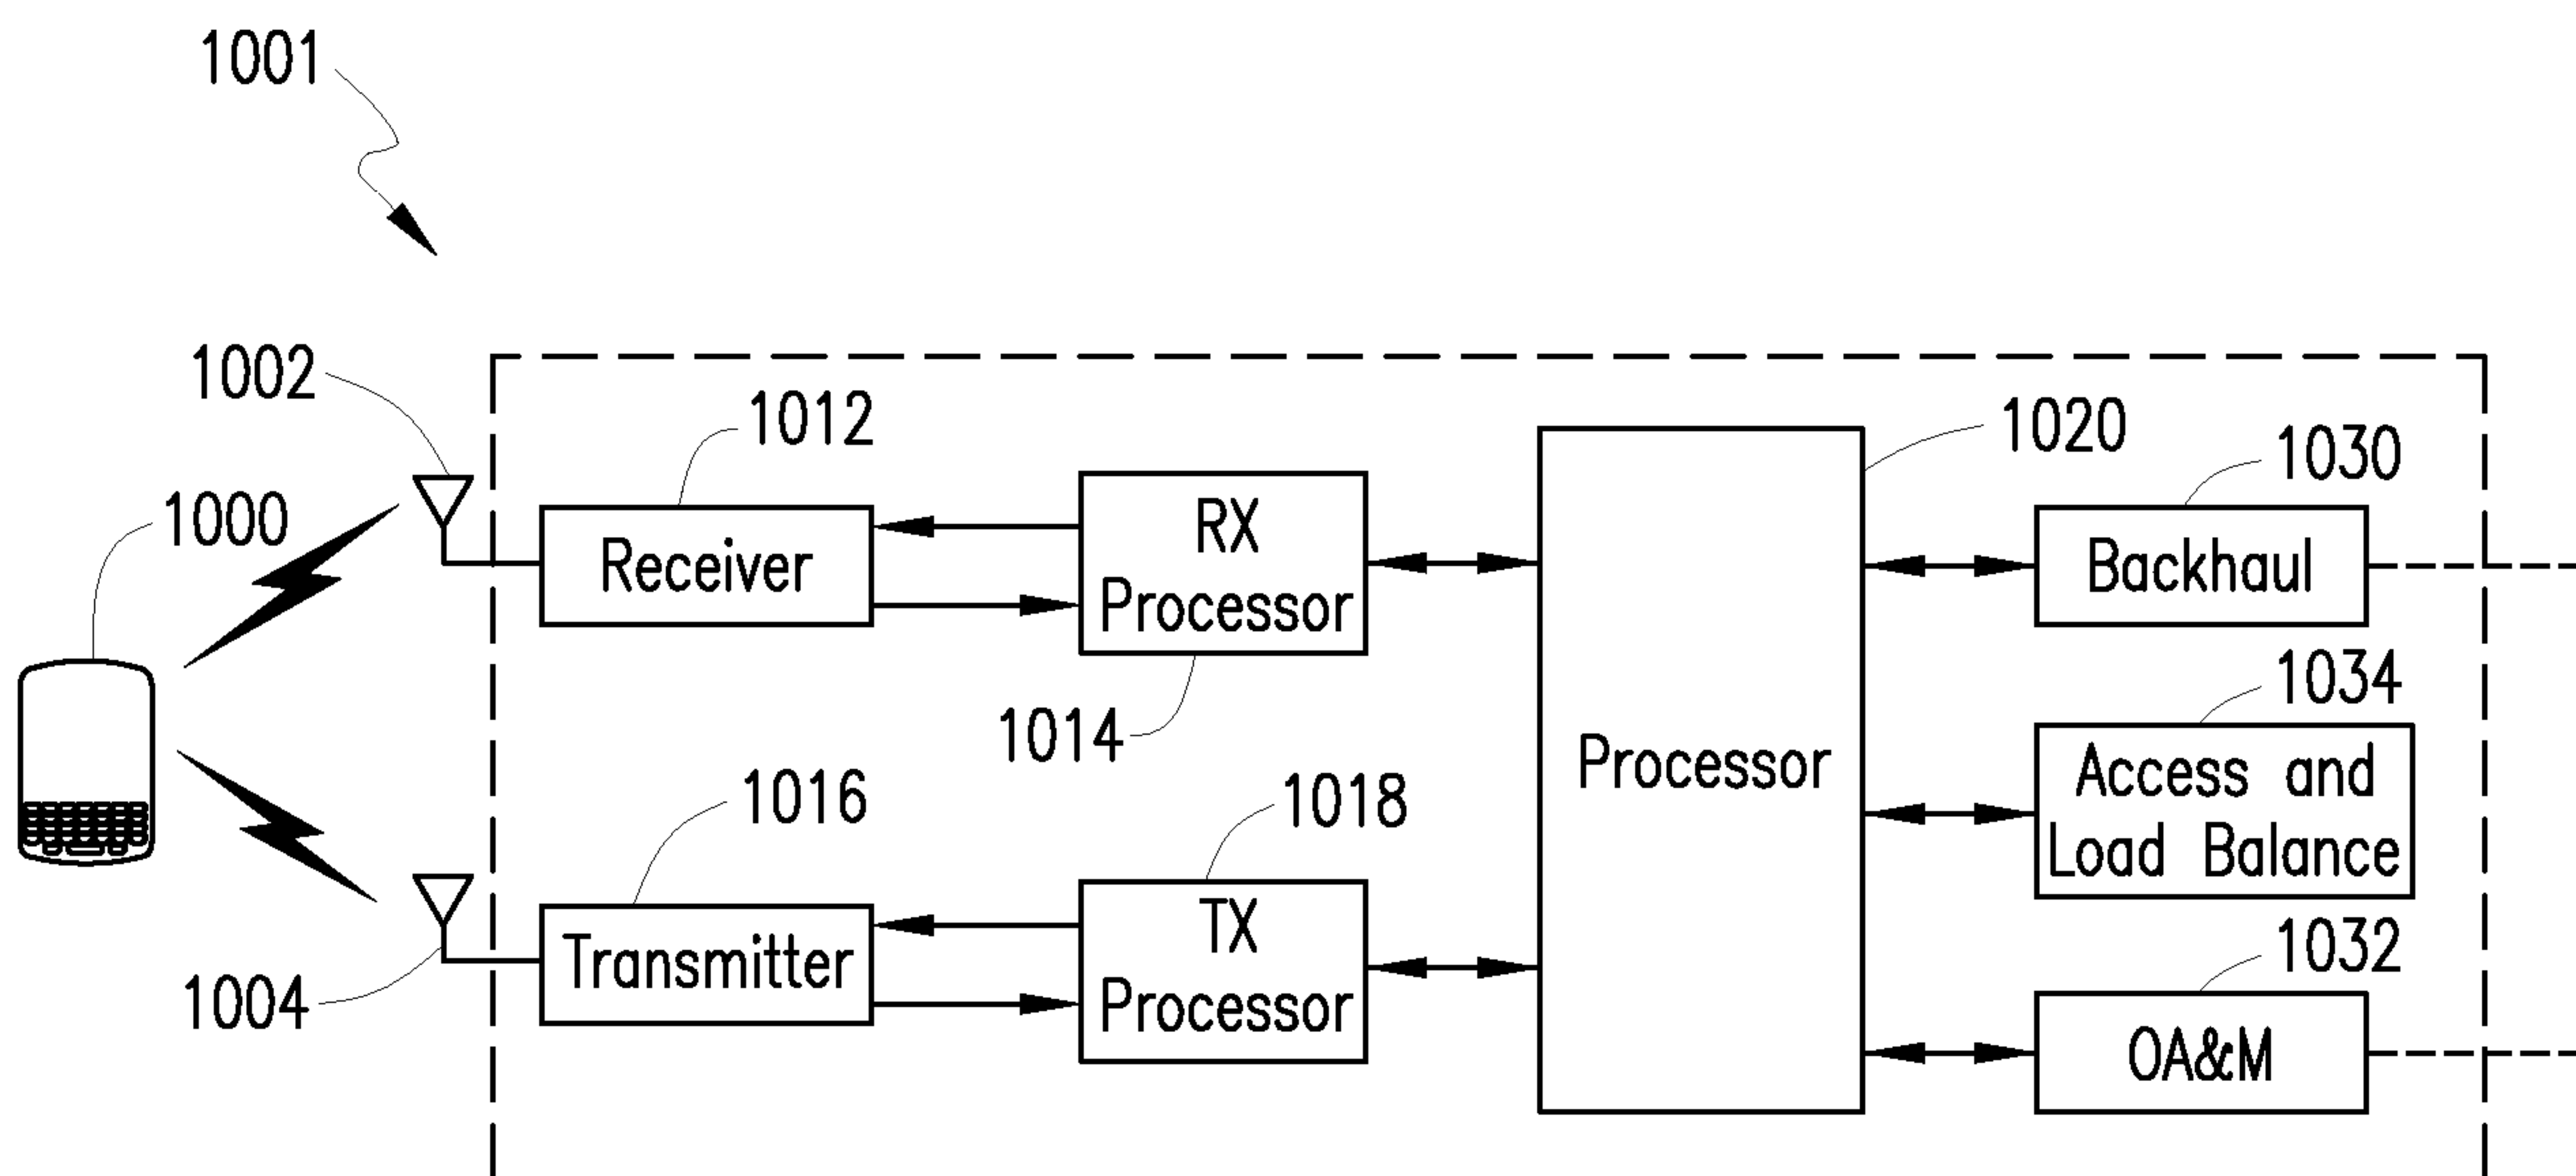 1001
1002
1012
1020
1030
1000
Receiver
RX
Processor
Backhaul
1014
1034
Processor
Access and
Load Balance
1016
1018
1032
Transmitter
TX
Processor
1004
OA&M